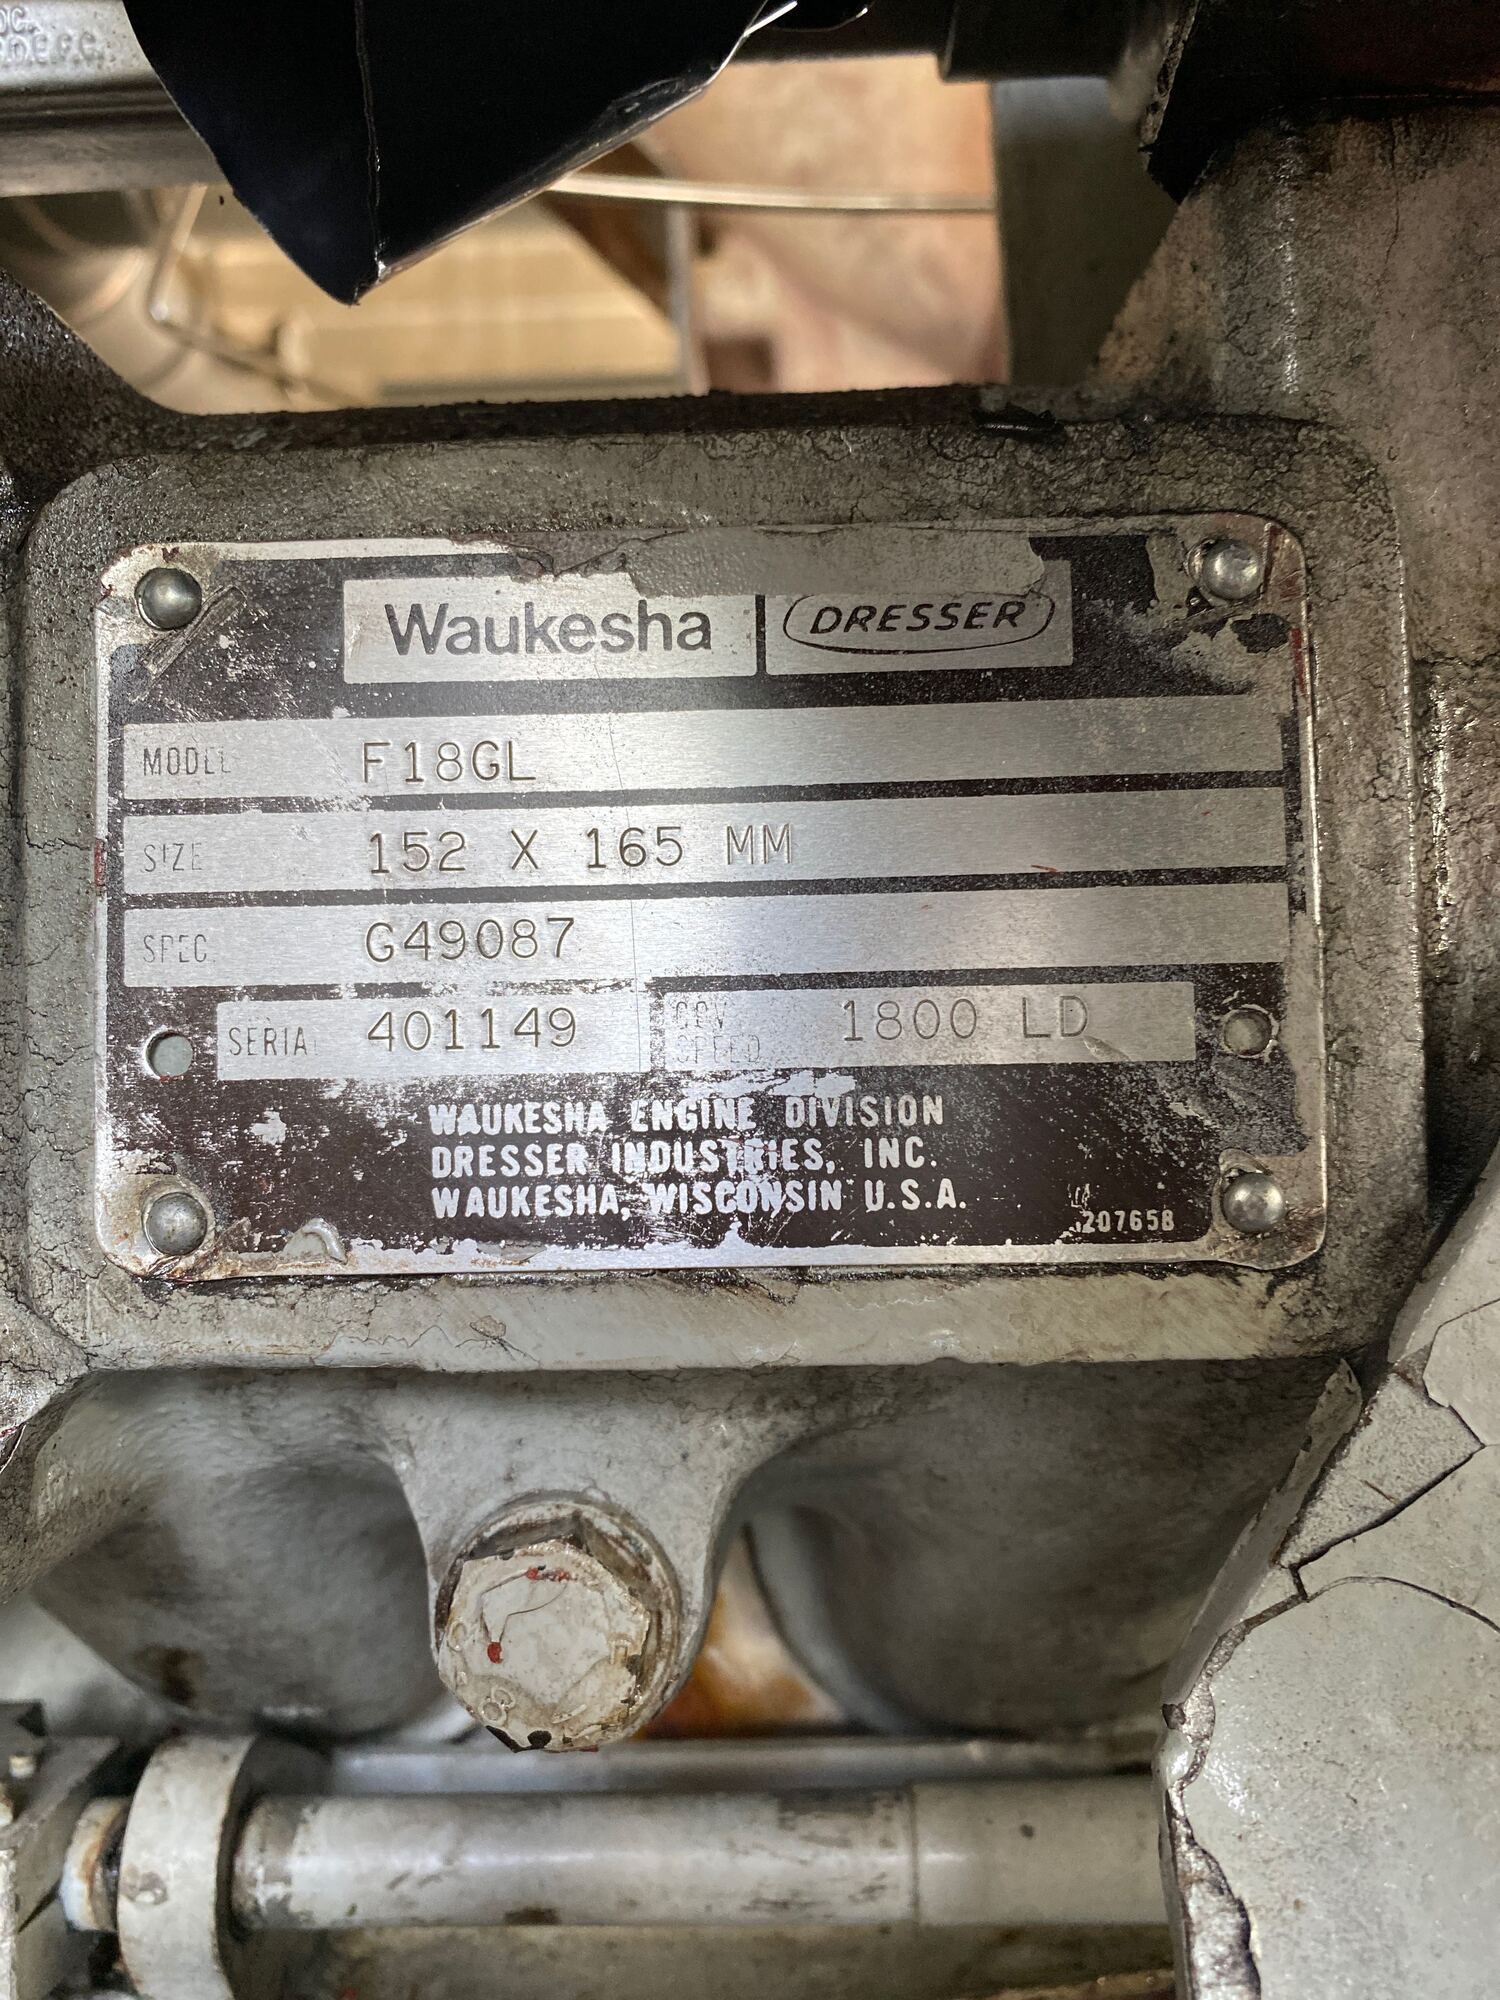 Waukesha DRESSER
MODEL F18GL
SIZE 152 X 165 MM
SPEC. G49087
SERIAL 401149 GOV SPEED 1800 LD
WAUKESHA ENGINE DIVISION
DRESSER INDUSTRIES, INC.
WAUKESHA, WISCONSIN U.S.A.
207658